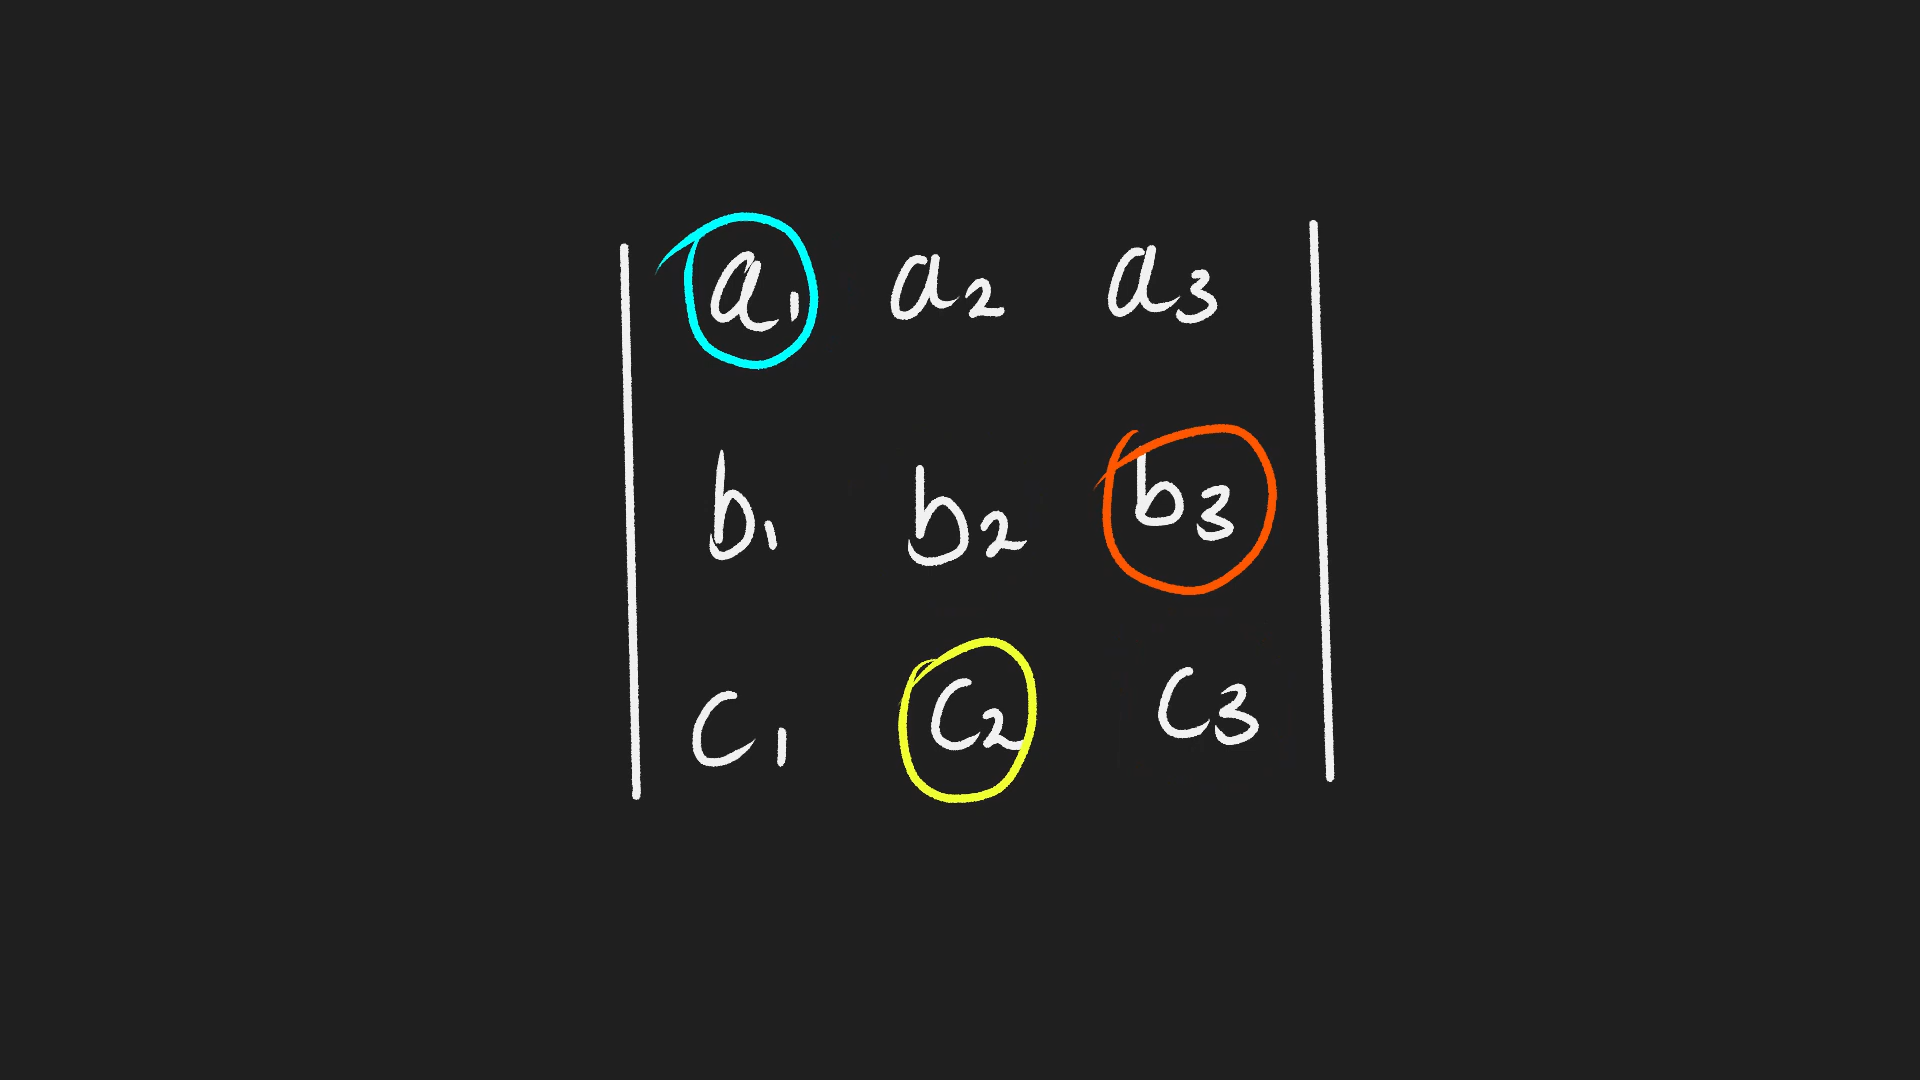 a₁ a₂ a₃
b₁ b₂ b₃
c₁ c₂ c₃